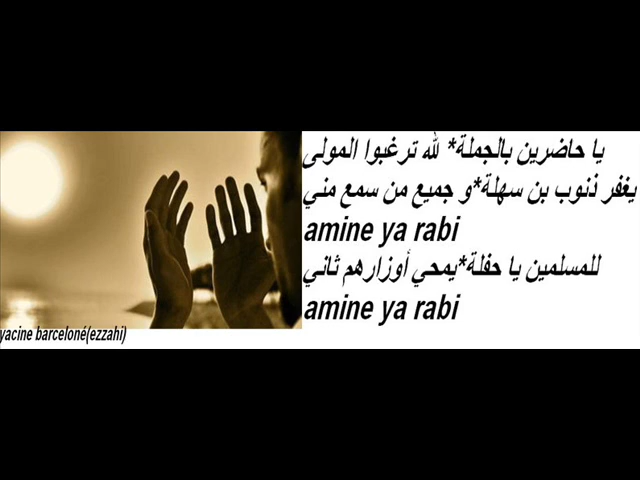 يا حاضرين بالجملة* لله ترغبوا المولى
يغفر ذنوب بن سهلة*و جميع من سمع مني
amine ya rabi
للمسلمين يا حفلة*يمحي أوزارهم ثاني
amine ya rabi
yacine barceloné(ezzahi)